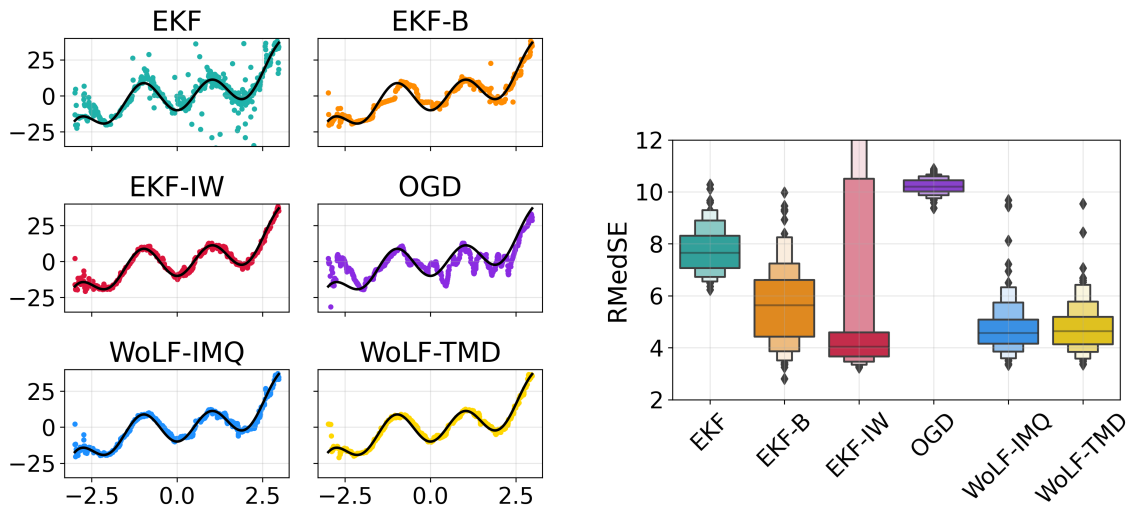 EKF
EKF-B
25
0
−25
EKF-IW
OGD
25
0
−25
WoLF-IMQ
WoLF-TMD
25
0
−25
−2.5 0.0 2.5
−2.5 0.0 2.5
RMedSE
12
10
8
6
4
2
EKF
EKF-B
EKF-IW
OGD
WoLF-IMQ
WoLF-TMD